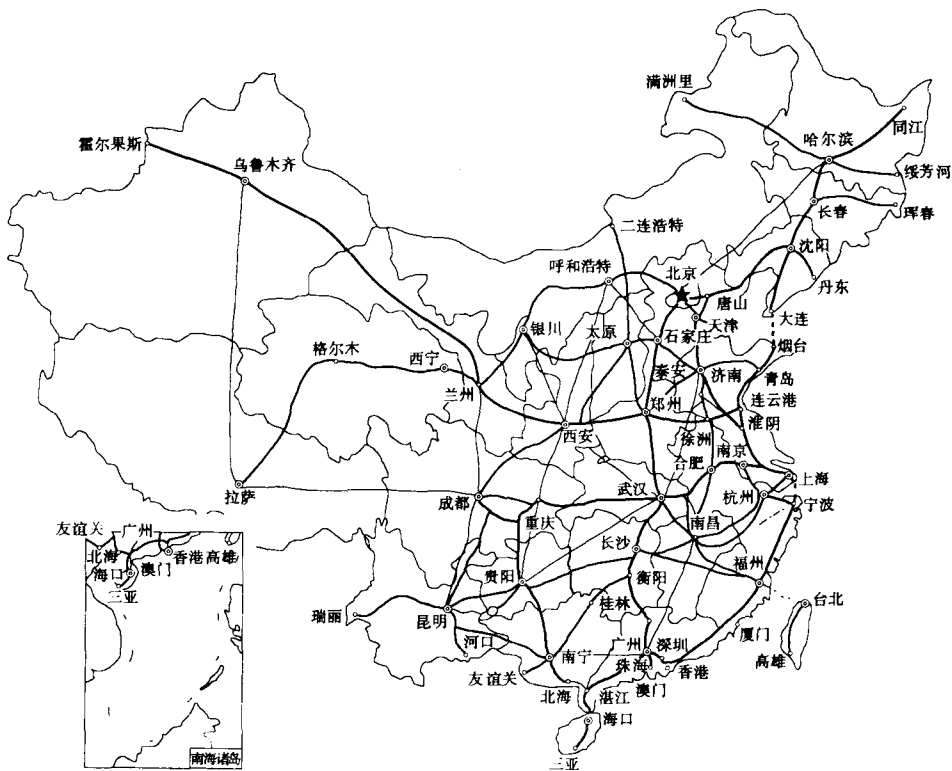 满洲里
同江
霍尔果斯
哈尔滨
乌鲁木齐
绥芬河
二连浩特
长春
珲春
沈阳
呼和浩特
北京
丹东
唐山
大连
银川
太原
石家庄
天津
格尔木
西宁
烟台
泰安
济南
青岛
兰州
连云港
郑州
西安
徐州
淮阴
合肥
南京
上海
拉萨
成都
武汉
杭州
宁波
重庆
南昌
友谊关
广州
长沙
北海
香港
高雄
海口
澳门
福州
贵阳
衡阳
三亚
桂林
台北
瑞丽
昆明
厦门
河口
广州
深圳
南宁
高雄
珠海
香港
友谊关
澳门
北海
湛江
海口
南海诸岛
三亚